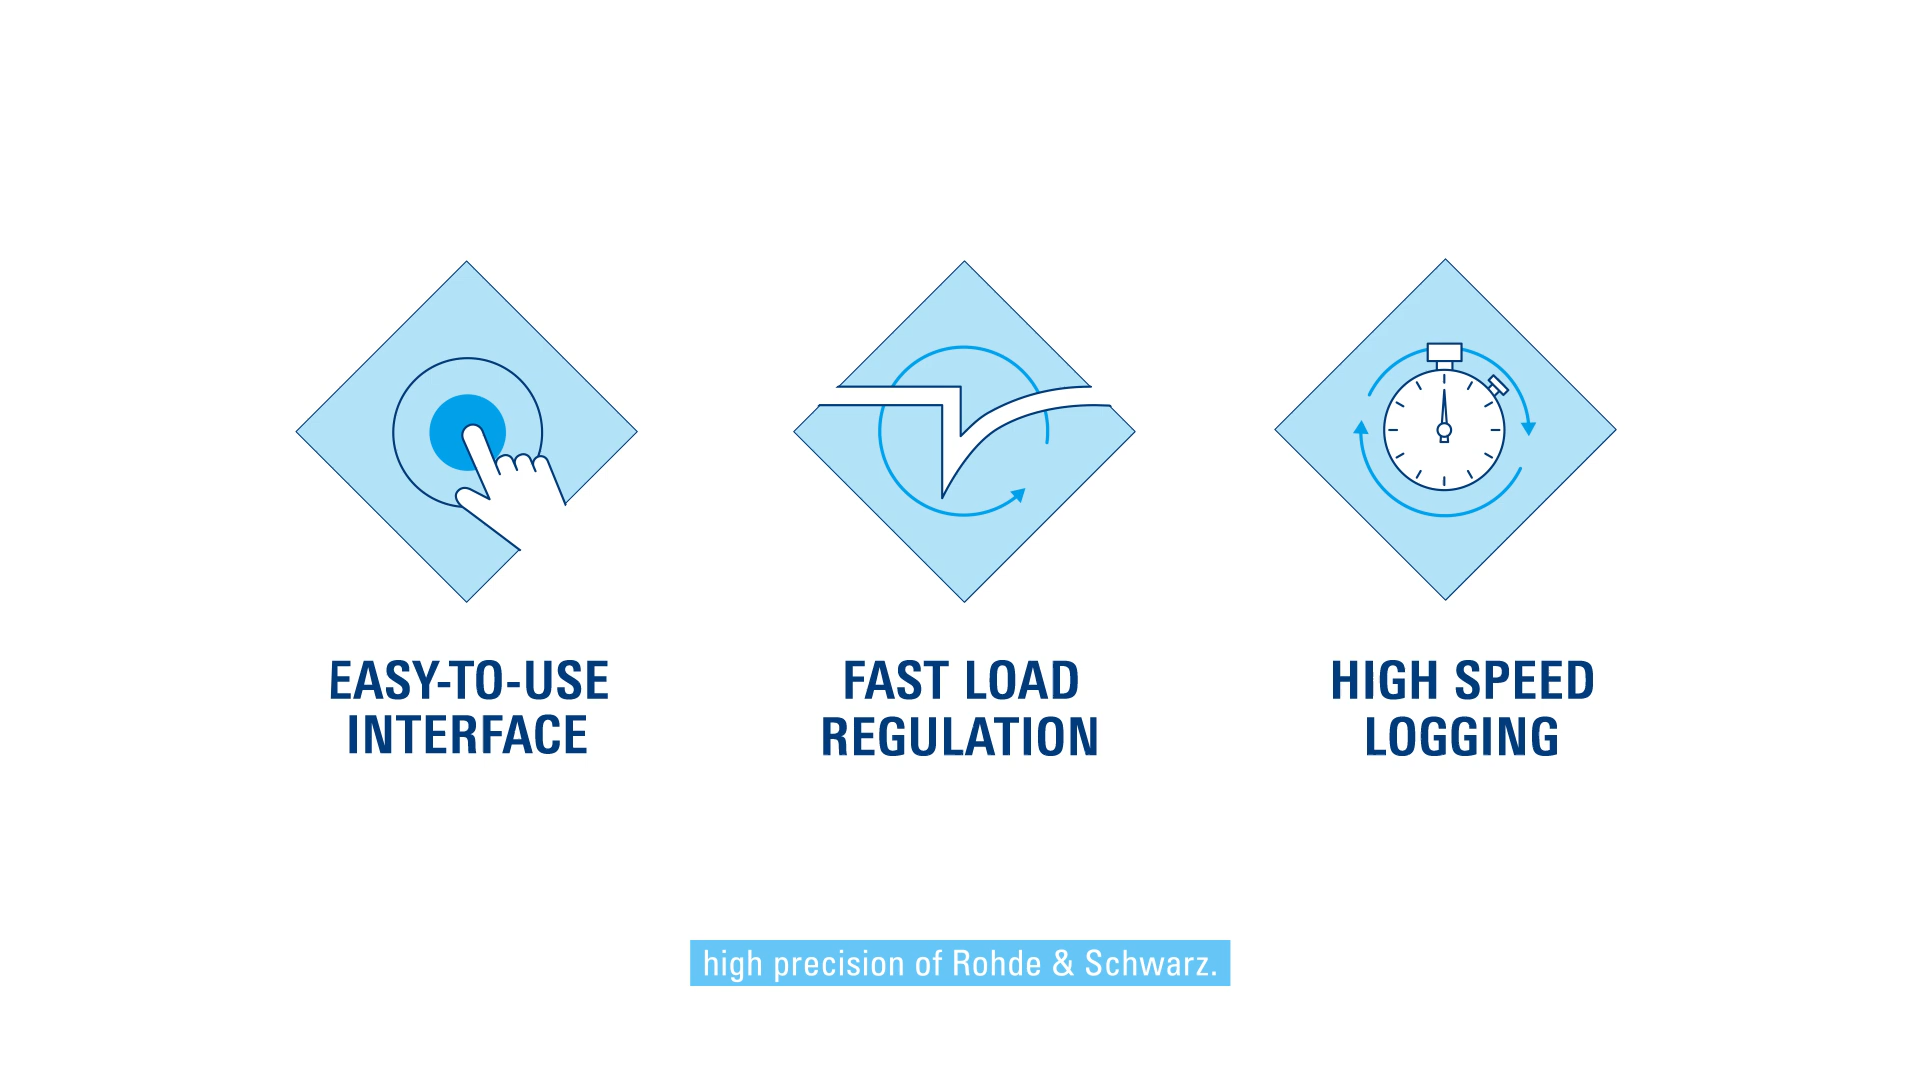 EASY-TO-USE
INTERFACE
FAST LOAD
REGULATION
HIGH SPEED
LOGGING
high precision of Rohde & Schwarz.